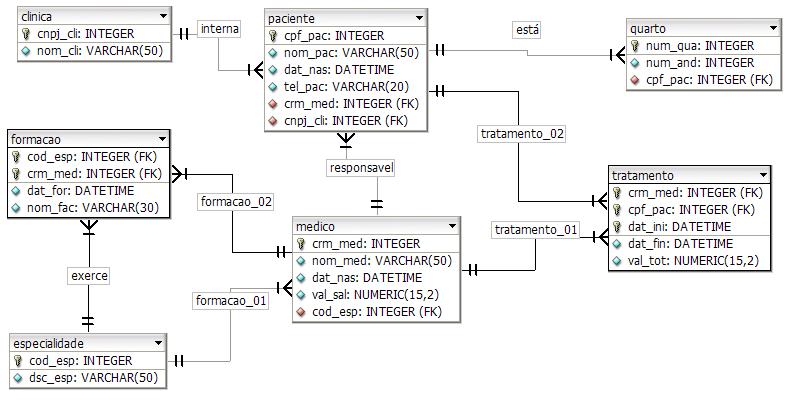 clinica
cnpj_cli: INTEGER
nom_cli: VARCHAR(50)
interna
paciente
cpf_pac: INTEGER
nom_pac: VARCHAR(50)
dat_nas: DATETIME
tel_pac: VARCHAR(20)
crm_med: INTEGER (FK)
cnpj_cli: INTEGER (FK)
está
quarto
num_qua: INTEGER
num_and: INTEGER
cpf_pac: INTEGER (FK)
formacao
cod_esp: INTEGER (FK)
crm_med: INTEGER (FK)
dat_for: DATETIME
nom_fac: VARCHAR(30)
formacao_02
responsavel
tratamento_02
tratamento
crm_med: INTEGER (FK)
cpf_pac: INTEGER (FK)
dat_ini: DATETIME
dat_fin: DATETIME
val_tot: NUMERIC(15,2)
tratamento_01
medico
crm_med: INTEGER
nom_med: VARCHAR(50)
dat_nas: DATETIME
val_sal: NUMERIC(15,2)
cod_esp: INTEGER (FK)
exerce
formacao_01
especialidade
cod_esp: INTEGER
dsc_esp: VARCHAR(50)